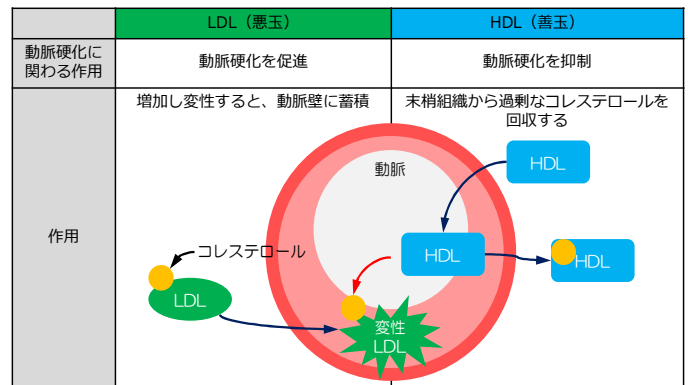 LDL（悪玉）
HDL（善玉）
動脈硬化に
関わる作用
動脈硬化を促進
動脈硬化を抑制
作用
増加し変性すると、動脈壁に蓄積
末梢組織から過剰なコレステロールを
回収する
動脈
HDL
コレステロール
HDL
HDL
LDL
変性
LDL